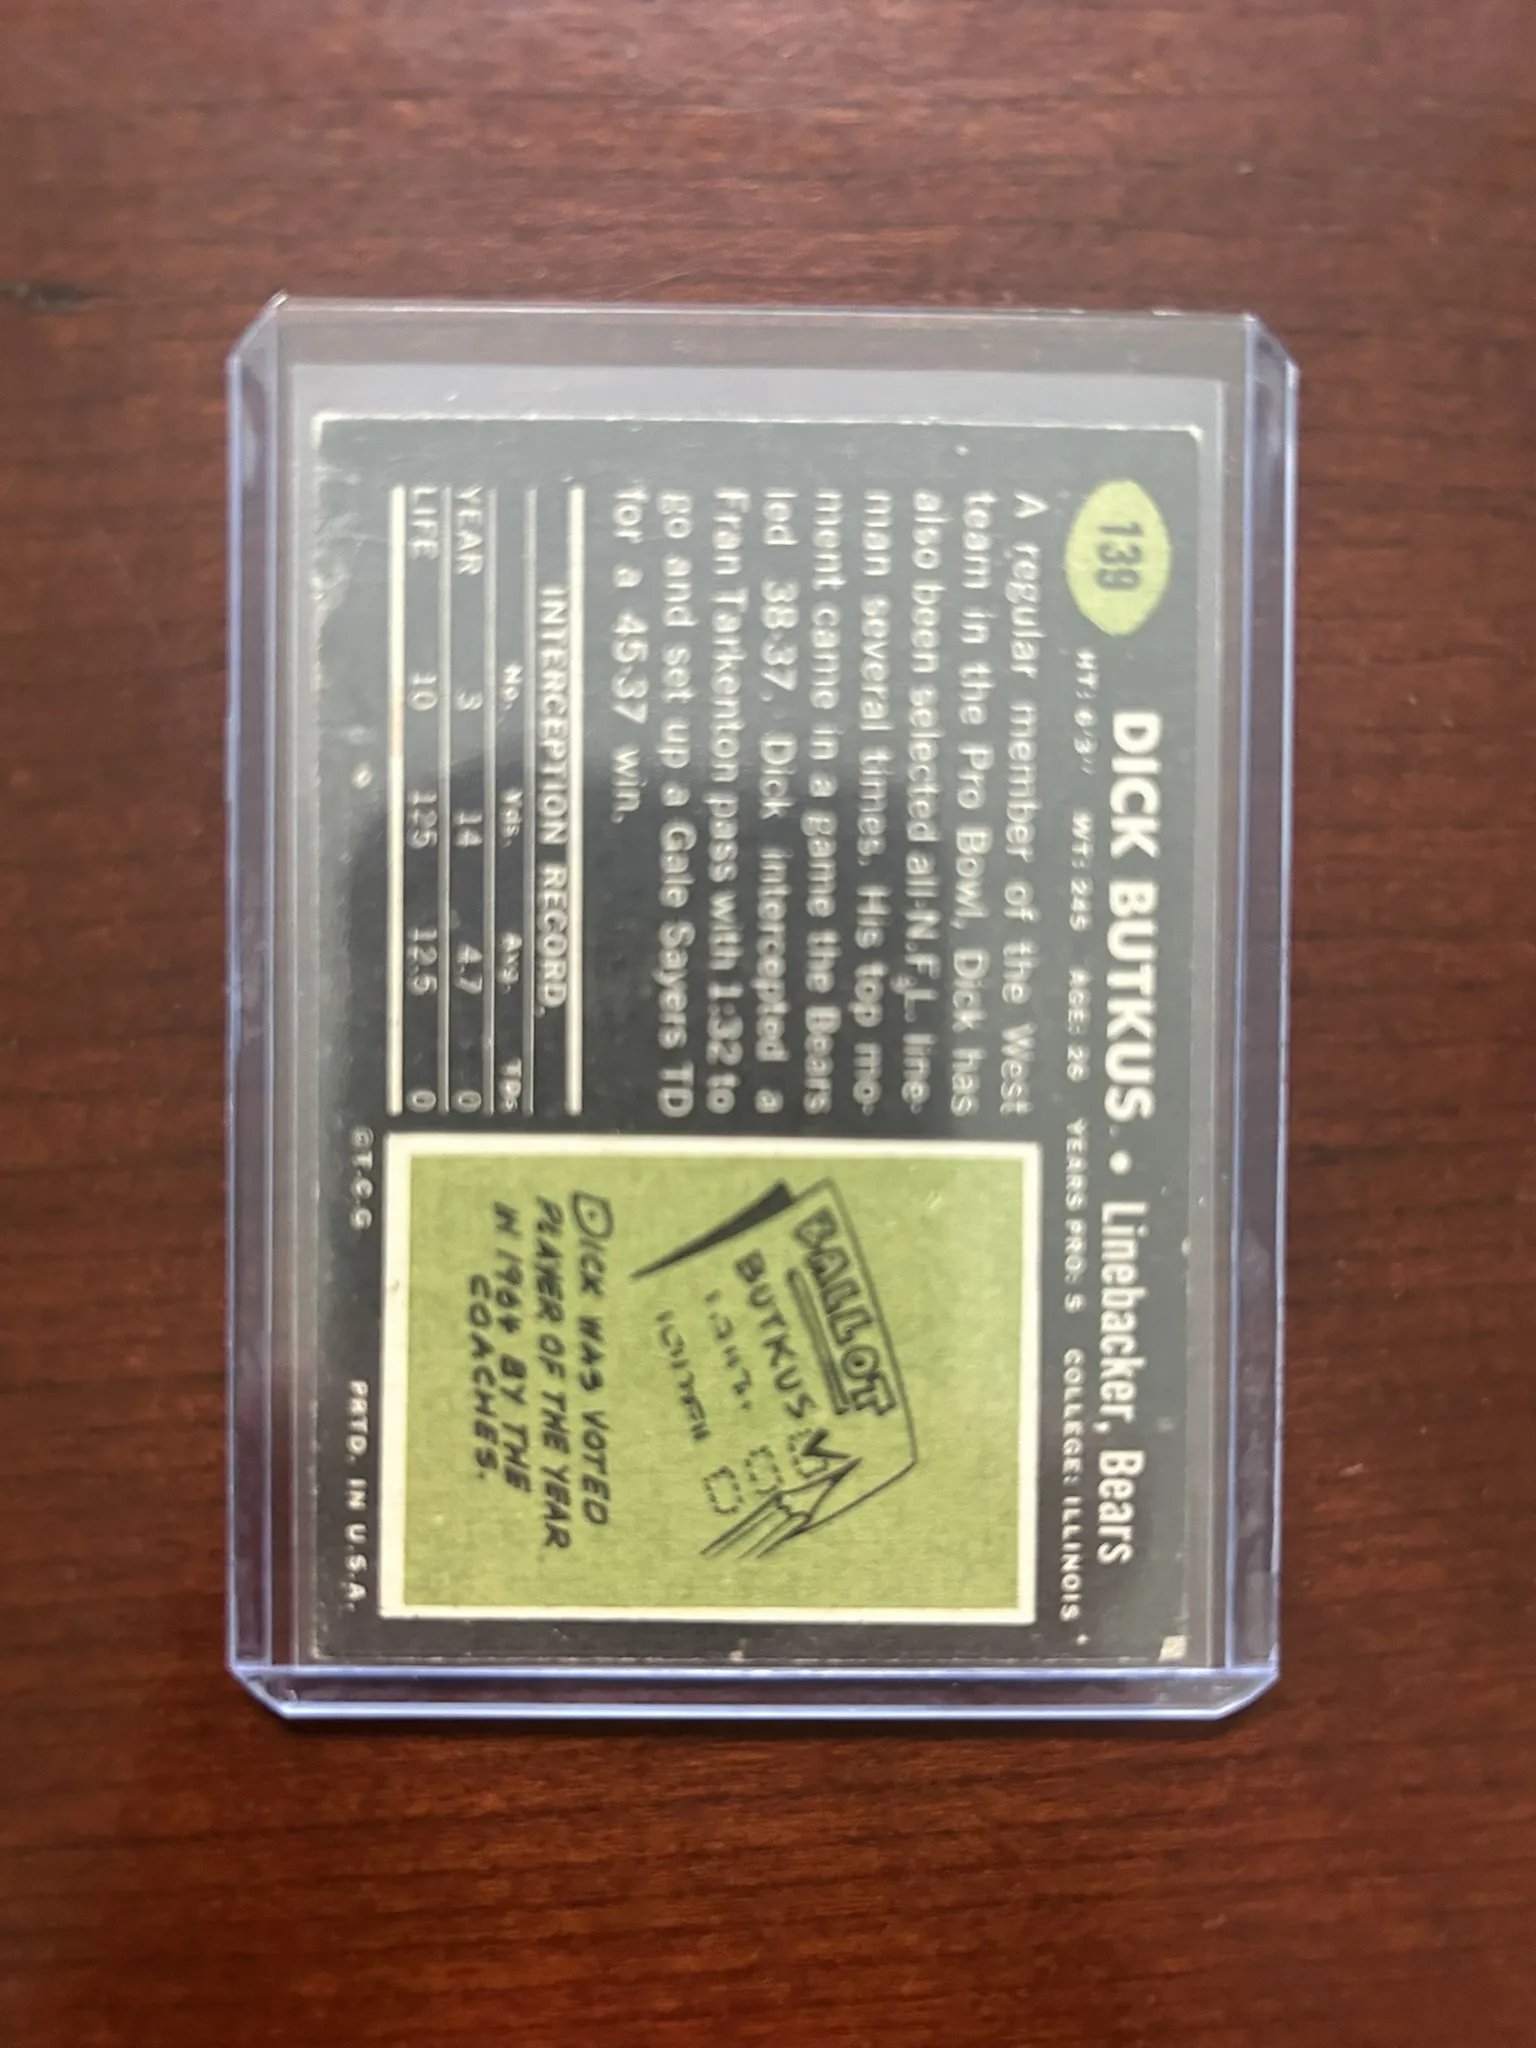 139
DICK BUTKUS • Linebacker, Bears
HT: 6'3" WT: 245 AGE: 26 YEARS PRO: 5 COLLEGE: ILLINOIS
A regular member of the West
team in the Pro Bowl, Dick has
also been selected all-N.F.L. line-
man several times. His top mo-
ment came in a game the Bears
led 38-37. Dick intercepted a
Fran Tarkenton pass with 1:32 to
go and set up a Gale Sayers TD
for a 45-37 win.
INTERCEPTION RECORD
No. Yds. Avg. TDs
YEAR 3 14 4.7 0
LIFE 10 125 12.5 0
BALLOT
BUTKUS
DICK WAS VOTED
PLAYER OF THE YEAR
IN 1964 BY THE
COACHES.
©T.C.G. PRTD. IN U.S.A.